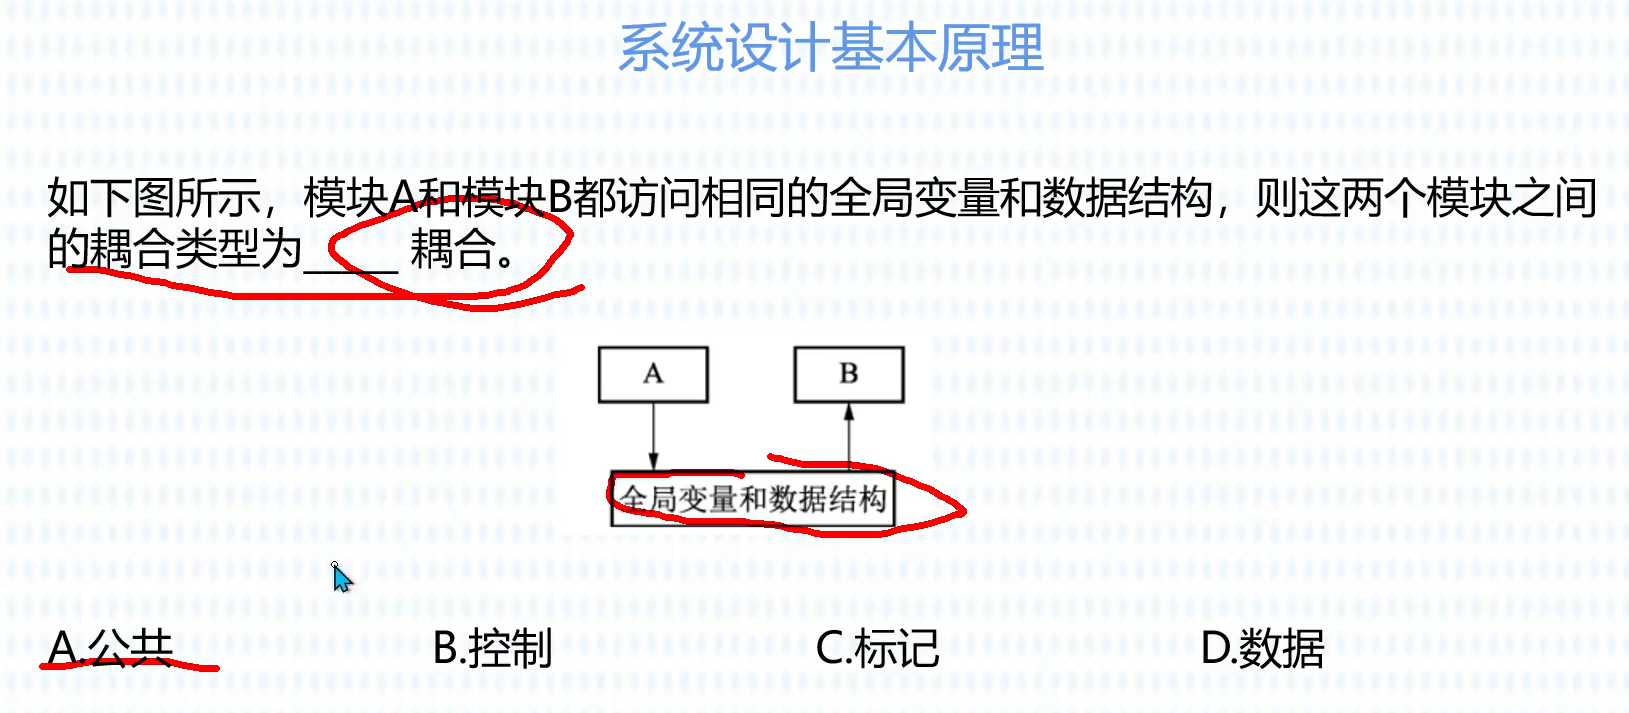 系统设计基本原理
如下图所示，模块A和模块B都访问相同的全局变量和数据结构，则这两个模块之间
的耦合类型为_____ 耦合。
A
B
全局变量和数据结构
A.公共
B.控制
C.标记
D.数据